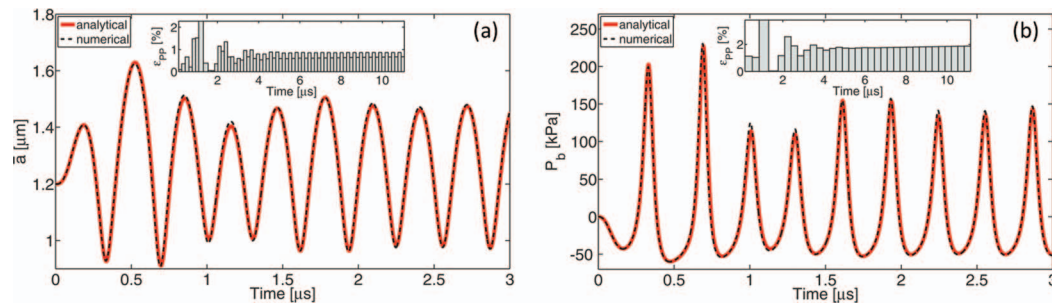 1.8
1.6
1.4
1.2
1
a̅ [μm]
analytical
numerical
(a)
2
1
0
ε_PP [%]
2 4 6 8 10
Time [μs]
0 0.5 1 1.5 2 2.5 3
Time [μs]
250
200
150
100
50
0
-50
P_b [kPa]
analytical
numerical
(b)
2
ε_PP [%]
2 4 6 8 10
Time [μs]
0 0.5 1 1.5 2 2.5 3
Time [μs]